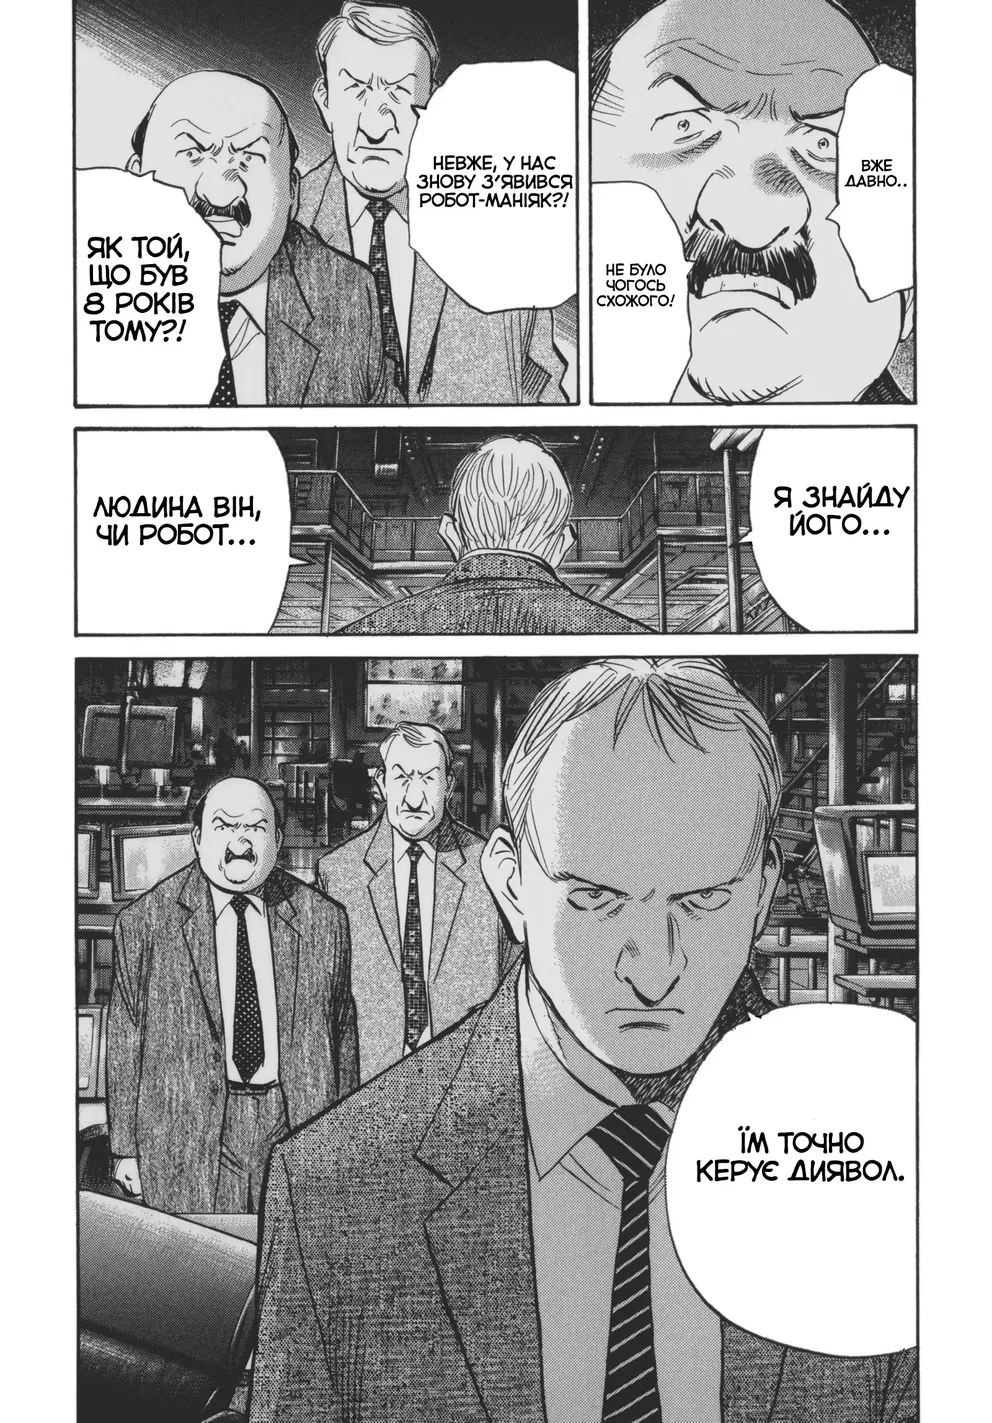 ВЖЕ
ДАВНО..
НЕ БУЛО
ЧОГОСЬ
СХОЖОГО!
НЕВЖЕ, У НАС
ЗНОВУ З'ЯВИВСЯ
РОБОТ-МАНІЯК?!
ЯК ТОЙ,
ЩО БУВ
8 РОКІВ
ТОМУ?!
Я ЗНАЙДУ
ЙОГО...
ЛЮДИНА ВІН,
ЧИ РОБОТ...
ЇМ ТОЧНО
КЕРУЄ ДИЯВОЛ.